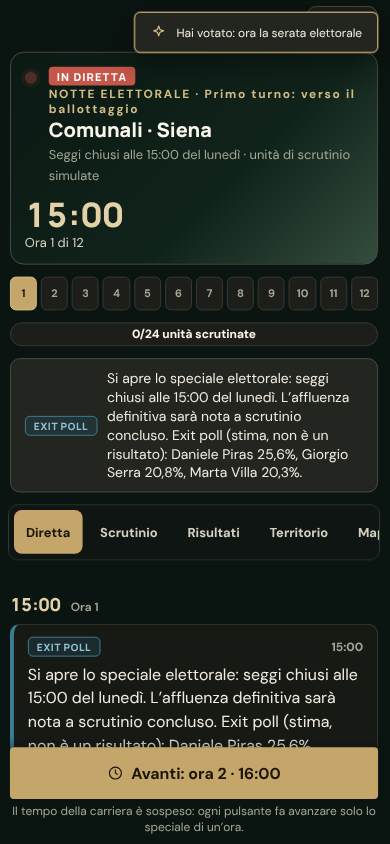 Hai votato: ora la serata elettorale
IN DIRETTA
NOTTE ELETTORALE · Primo turno: verso il
ballottaggio
Comunali · Siena
Seggi chiusi alle 15:00 del lunedì · unità di scrutinio
simulate
15:00
Ora 1 di 12
1 2 3 4 5 6 7 8 9 10 11 12
0/24 unità scrutinate
EXIT POLL
Si apre lo speciale elettorale: seggi
chiusi alle 15:00 del lunedì. L’affluenza
definitiva sarà nota a scrutinio
concluso. Exit poll (stima, non è un
risultato): Daniele Piras 25,6%, Giorgio
Serra 20,8%, Marta Villa 20,3%.
Diretta Scrutinio Risultati Territorio
15:00 Ora 1
EXIT POLL 15:00
Si apre lo speciale elettorale: seggi chiusi alle
15:00 del lunedì. L’affluenza definitiva sarà
nota a scrutinio concluso. Exit poll (stima,
non è un risultato): Daniele Piras 25,6%
Avanti: ora 2 · 16:00
Il tempo della carriera è sospeso: ogni pulsante fa avanzare solo lo
speciale di un’ora.